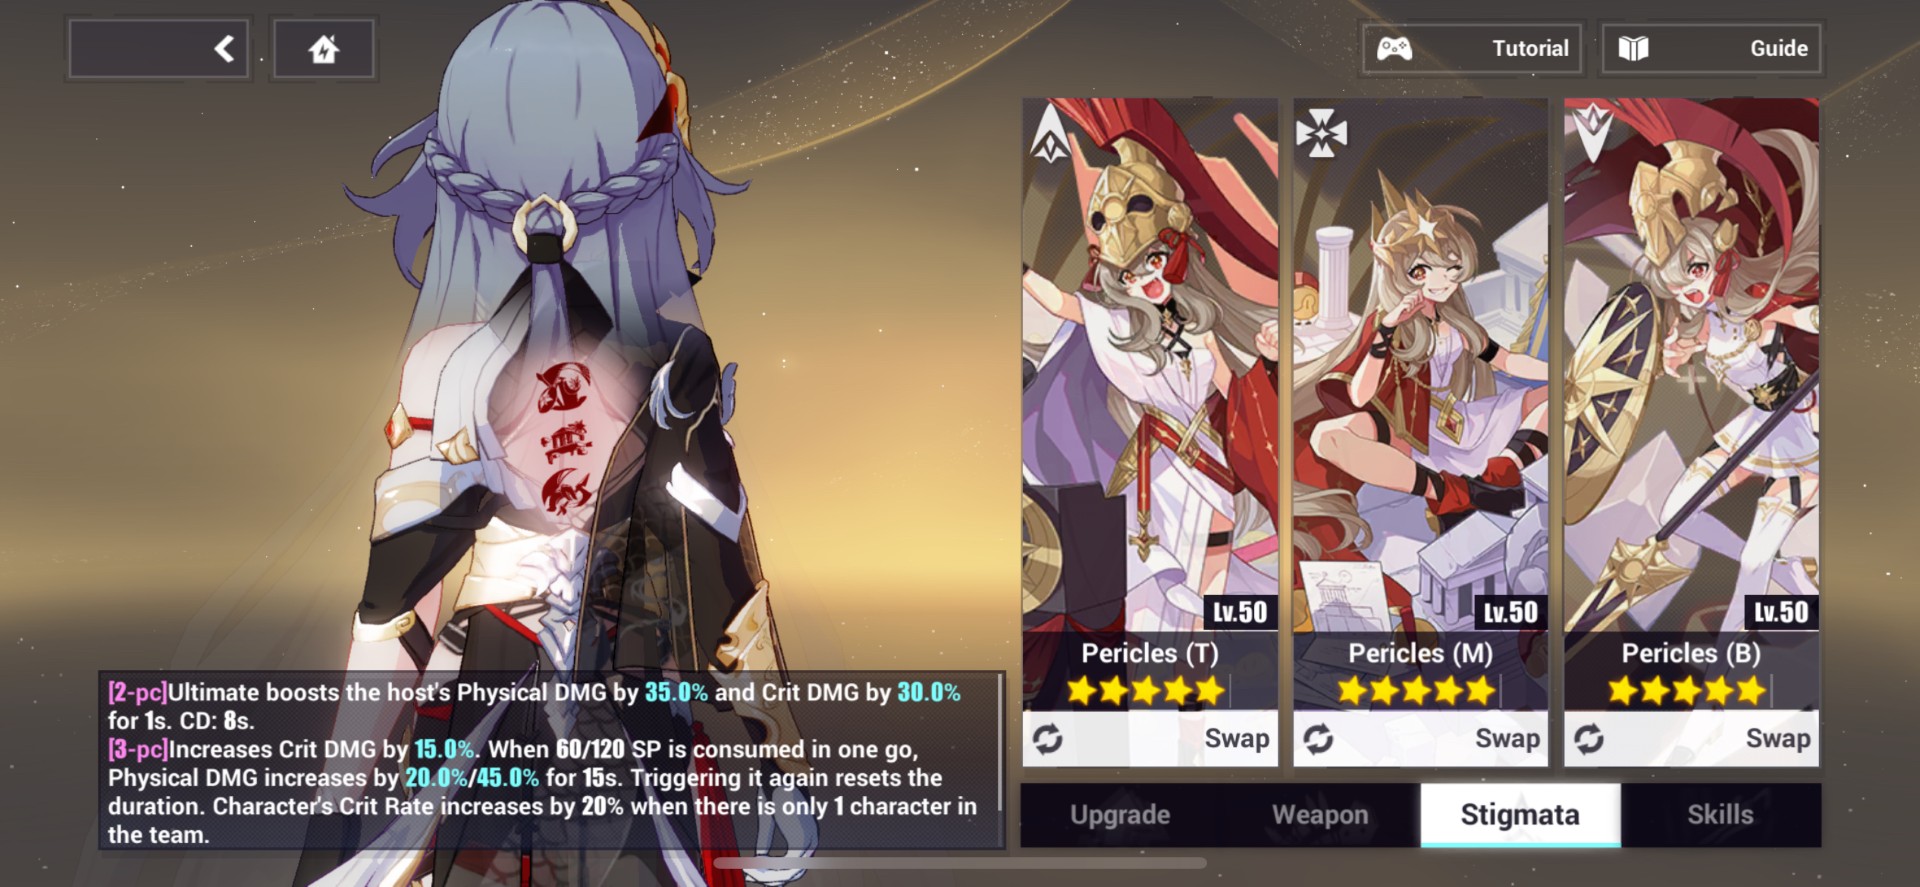 Tutorial
Guide
Lv.50
Lv.50
Lv.50
Pericles (T)
Pericles (M)
Pericles (B)
Swap
Swap
Swap
[2-pc]Ultimate boosts the host's Physical DMG by 35.0% and Crit DMG by 30.0%
for 1s. CD: 8s.
[3-pc]Increases Crit DMG by 15.0%. When 60/120 SP is consumed in one go,
Physical DMG increases by 20.0%/45.0% for 15s. Triggering it again resets the
duration. Character's Crit Rate increases by 20% when there is only 1 character in
the team.
Upgrade
Weapon
Stigmata
Skills